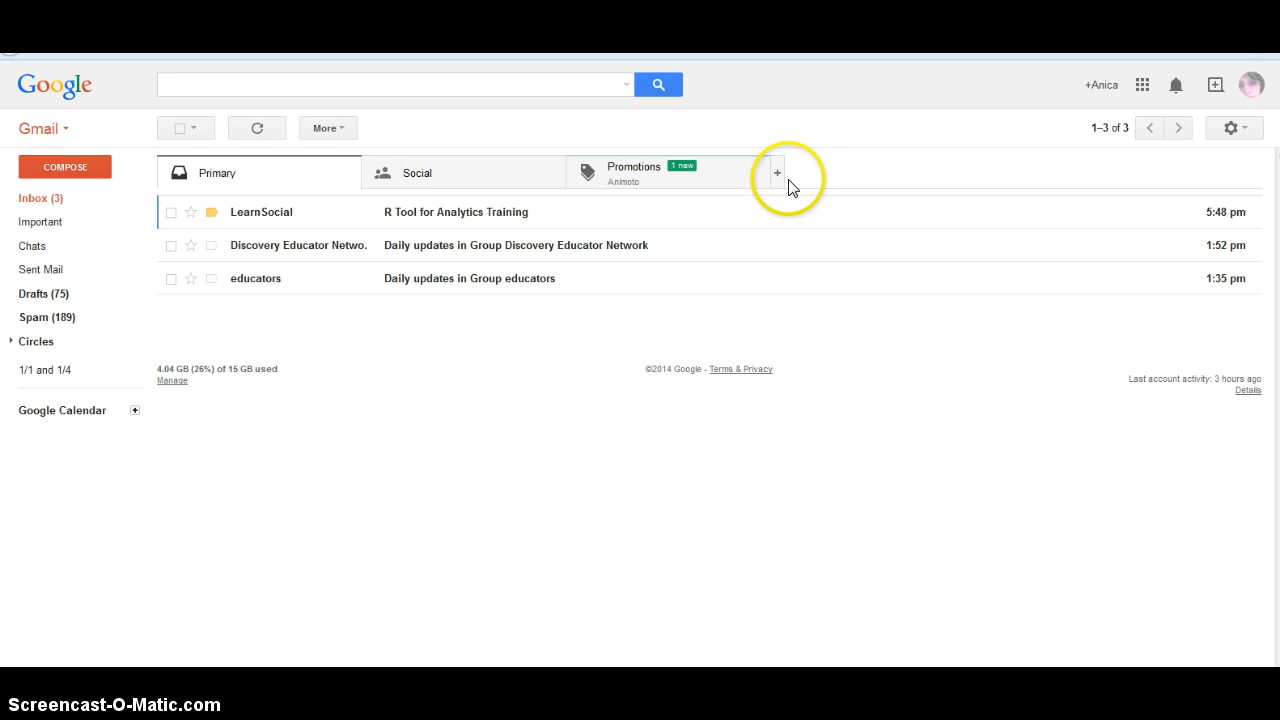 Google
+Anica
Gmail
More
1–3 of 3
COMPOSE
Primary
Social
Promotions 1 new
Animoto
+
Inbox (3)
Important
Chats
Sent Mail
Drafts (75)
Spam (189)
Circles
1/1 and 1/4
Google Calendar
LearnSocial R Tool for Analytics Training 5:48 pm
Discovery Educator Netwo. Daily updates in Group Discovery Educator Network 1:52 pm
educators Daily updates in Group educators 1:35 pm
4.04 GB (26%) of 15 GB used
Manage
©2014 Google - Terms & Privacy
Last account activity: 3 hours ago
Details
Screencast-O-Matic.com